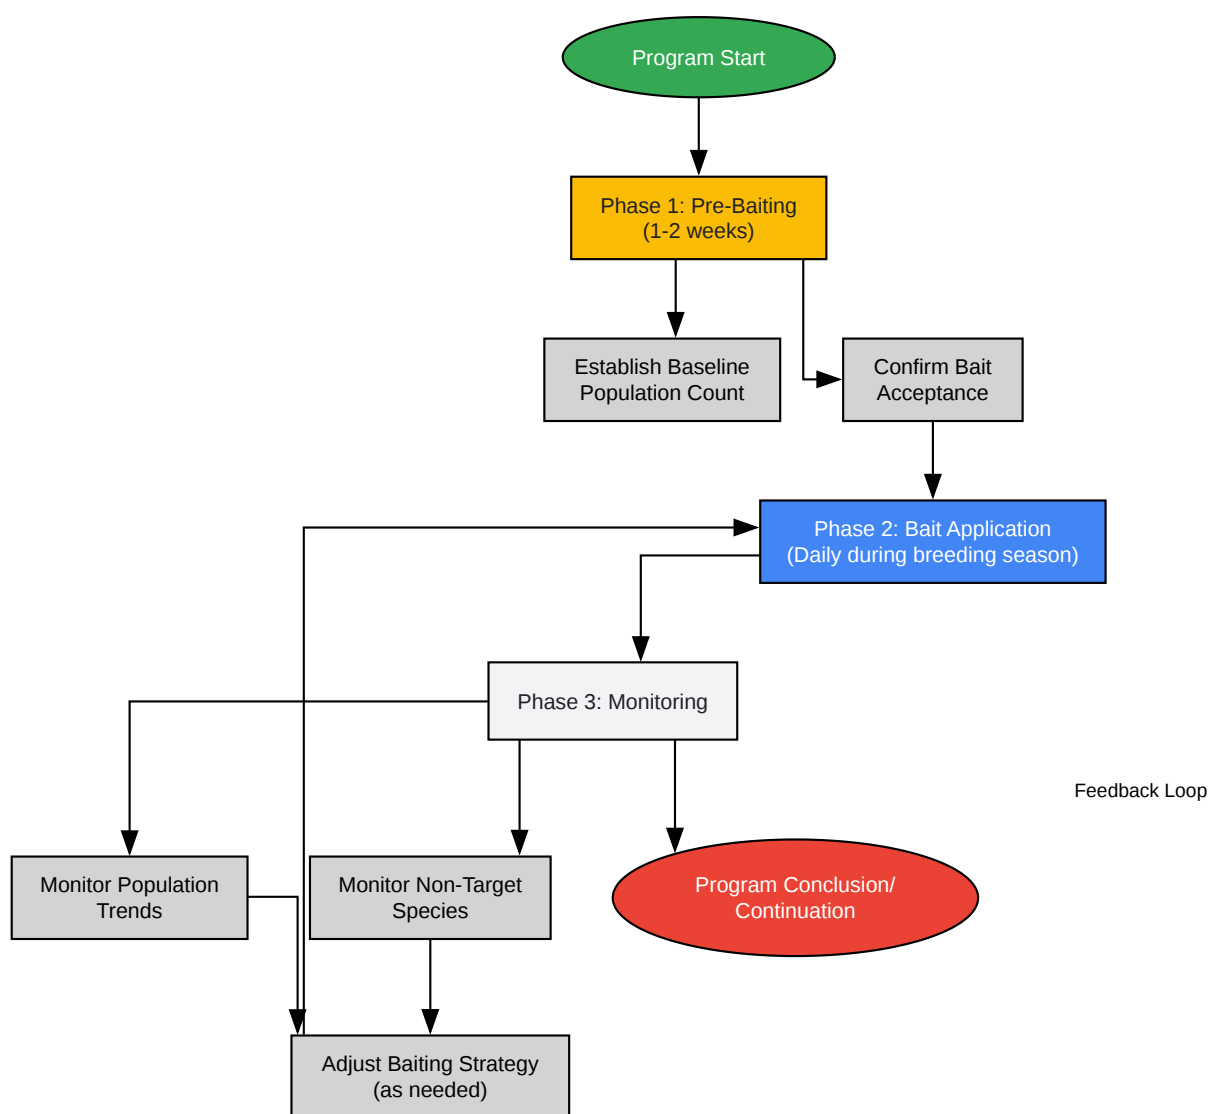 Program Start
Phase 1: Pre-Baiting
(1-2 weeks)
Establish Baseline
Population Count
Confirm Bait
Acceptance
Phase 2: Bait Application
(Daily during breeding season)
Phase 3: Monitoring
Feedback Loop
Monitor Population
Trends
Monitor Non-Target
Species
Program Conclusion/
Continuation
Adjust Baiting Strategy
(as needed)